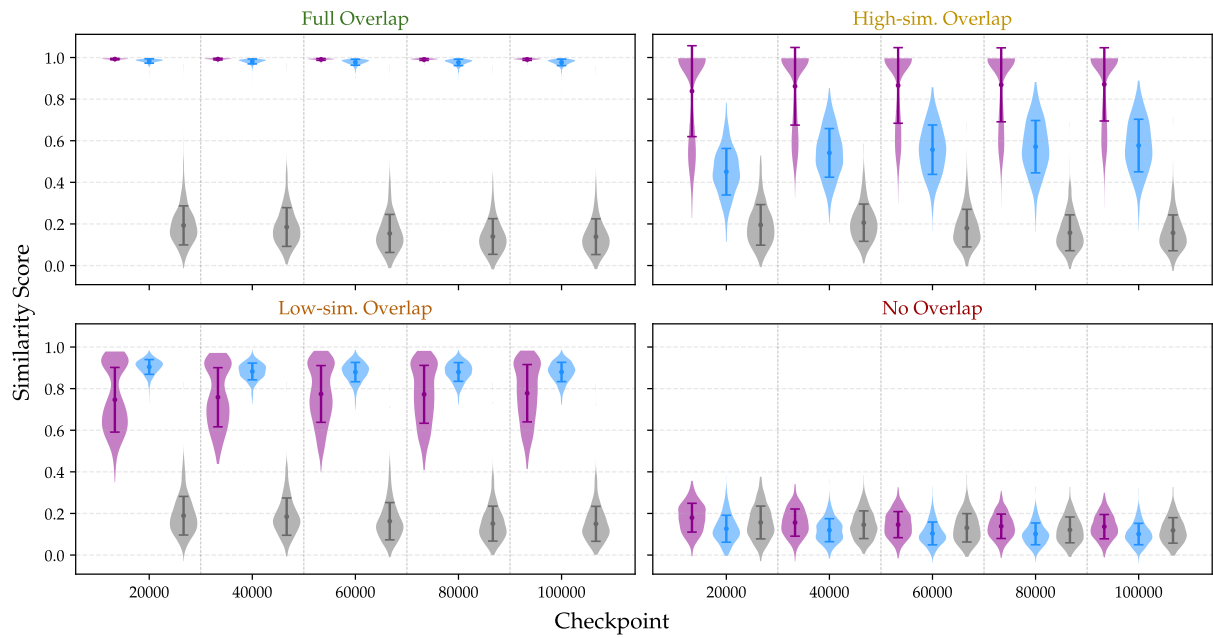 Full Overlap
High-sim. Overlap
1.0
0.8
0.6
0.4
0.2
0.0
Low-sim. Overlap
No Overlap
1.0
0.8
0.6
0.4
0.2
0.0
Similarity Score
20000 40000 60000 80000 100000
20000 40000 60000 80000 100000
Checkpoint